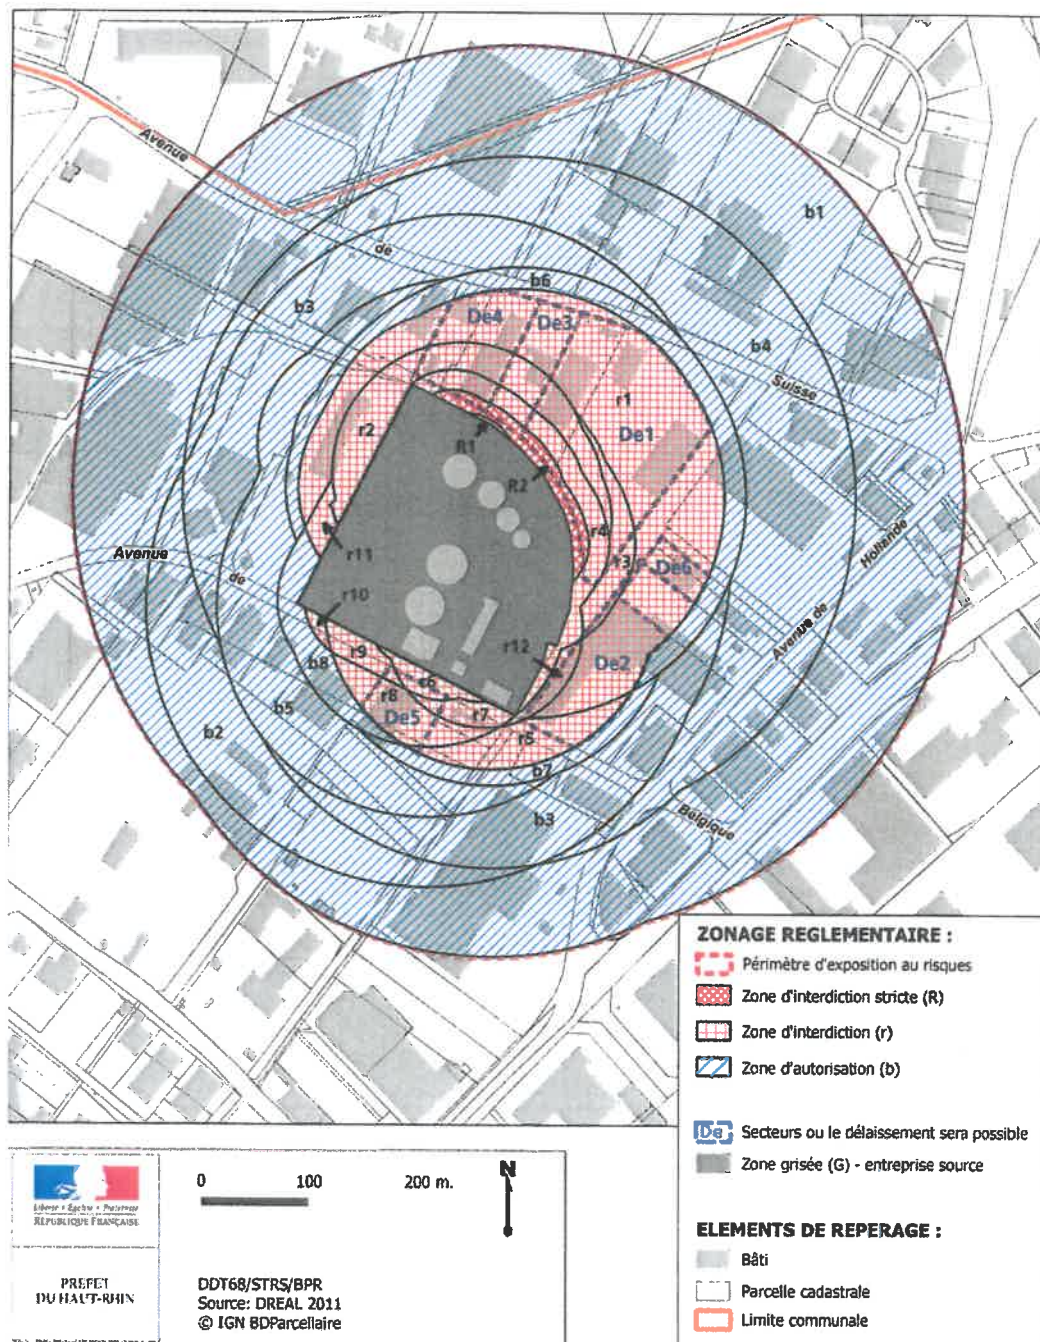 Avenue
de
b1
b3
b6
De4
De3
b4
Suisse
r1
De1
r2
R1
R2
r4
Hollande
Avenue
de
r11
r3
De6
r10
r12
De2
Avenue de
b8
r9
r6
r8
De5
r7
r5
b5
b2
b7
b3
Belgique
ZONAGE REGLEMENTAIRE :
Périmètre d'exposition au risques
Zone d'interdiction stricte (R)
Zone d'interdiction (r)
Zone d'autorisation (b)
De Secteurs ou le délaissement sera possible
Zone grisée (G) - entreprise source
ELEMENTS DE REPERAGE :
Bâti
Parcelle cadastrale
Limite communale
Liberté • Égalité • Fraternité
RÉPUBLIQUE FRANÇAISE
PREFET
DU HAUT-RHIN
0 100 200 m.
N
DDT68/STRS/BPR
Source: DREAL 2011
© IGN BDParcellaire